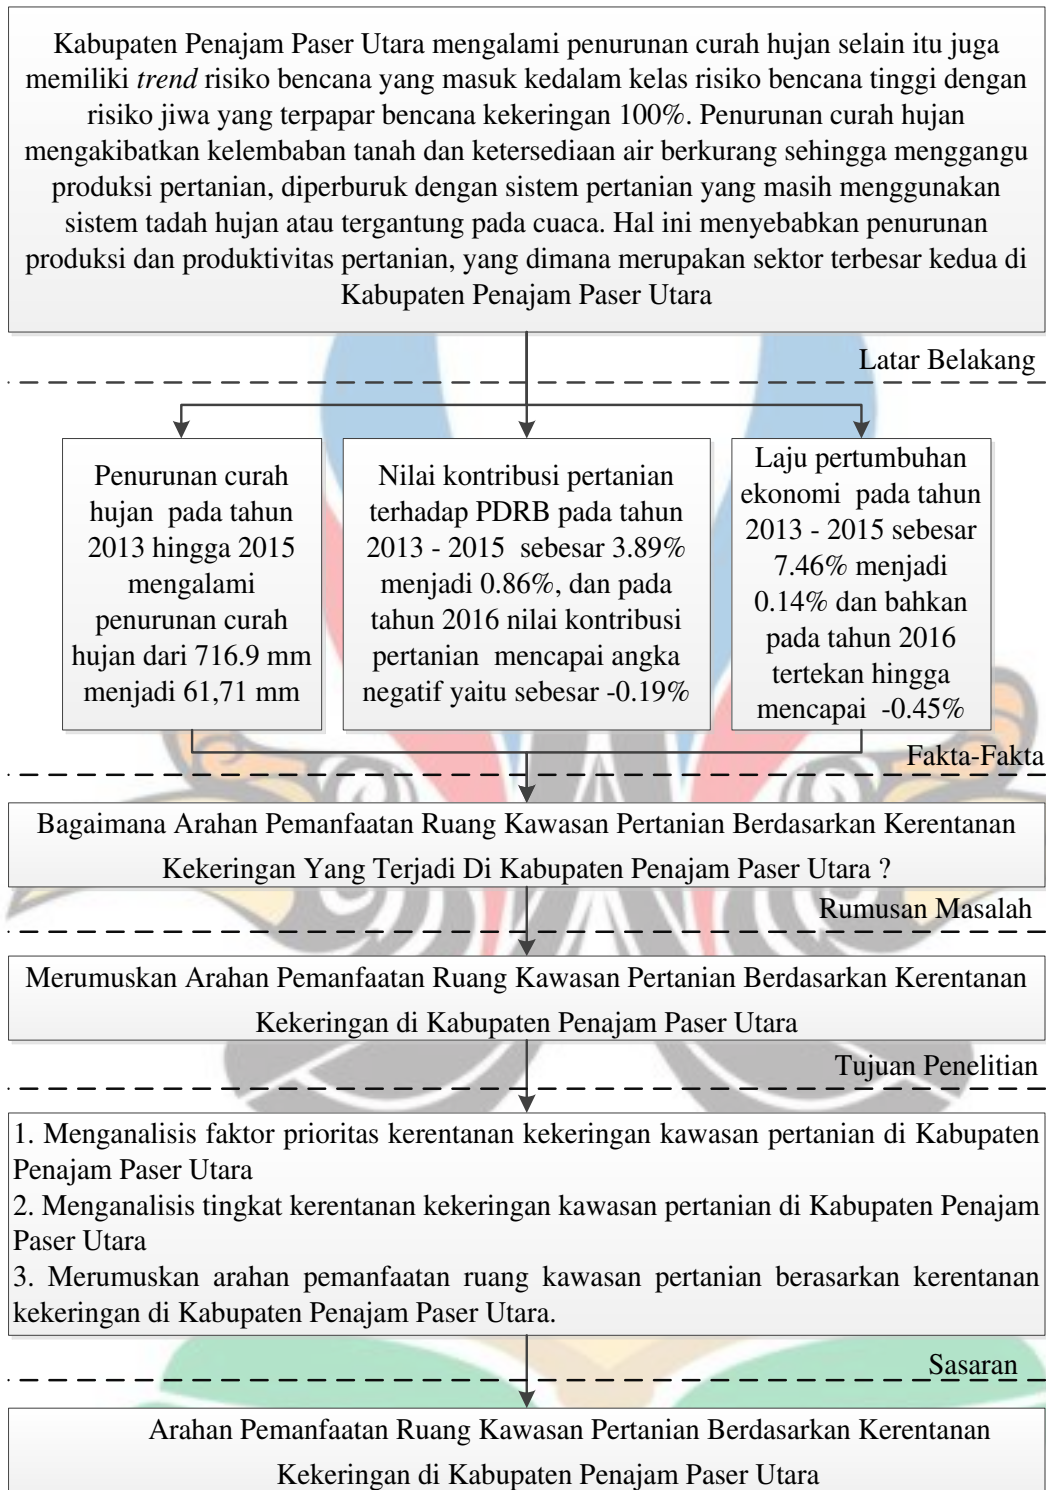 Kabupaten Penajam Paser Utara mengalami penurunan curah hujan selain itu juga
memiliki trend risiko bencana yang masuk kedalam kelas risiko bencana tinggi dengan
risiko jiwa yang terpapar bencana kekeringan 100%. Penurunan curah hujan
mengakibatkan kelembaban tanah dan ketersediaan air berkurang sehingga menggangu
produksi pertanian, diperburuk dengan sistem pertanian yang masih menggunakan
sistem tadah hujan atau tergantung pada cuaca. Hal ini menyebabkan penurunan
produksi dan produktivitas pertanian, yang dimana merupakan sektor terbesar kedua di
Kabupaten Penajam Paser Utara
Latar Belakang
Penurunan curah
hujan pada tahun
2013 hingga 2015
mengalami
penurunan curah
hujan dari 716.9 mm
menjadi 61,71 mm
Nilai kontribusi pertanian
terhadap PDRB pada tahun
2013 - 2015 sebesar 3.89%
menjadi 0.86%, dan pada
tahun 2016 nilai kontribusi
pertanian mencapai angka
negatif yaitu sebesar -0.19%
Laju pertumbuhan
ekonomi pada tahun
2013 - 2015 sebesar
7.46% menjadi
0.14% dan bahkan
pada tahun 2016
tertekan hingga
mencapai -0.45%
Fakta-Fakta
Bagaimana Arahan Pemanfaatan Ruang Kawasan Pertanian Berdasarkan Kerentanan
Kekeringan Yang Terjadi Di Kabupaten Penajam Paser Utara ?
Rumusan Masalah
Merumuskan Arahan Pemanfaatan Ruang Kawasan Pertanian Berdasarkan Kerentanan
Kekeringan di Kabupaten Penajam Paser Utara
Tujuan Penelitian
1. Menganalisis faktor prioritas kerentanan kekeringan kawasan pertanian di Kabupaten
Penajam Paser Utara
2. Menganalisis tingkat kerentanan kekeringan kawasan pertanian di Kabupaten Penajam
Paser Utara
3. Merumuskan arahan pemanfaatan ruang kawasan pertanian berasarkan kerentanan
kekeringan di Kabupaten Penajam Paser Utara.
Sasaran
Arahan Pemanfaatan Ruang Kawasan Pertanian Berdasarkan Kerentanan
Kekeringan di Kabupaten Penajam Paser Utara